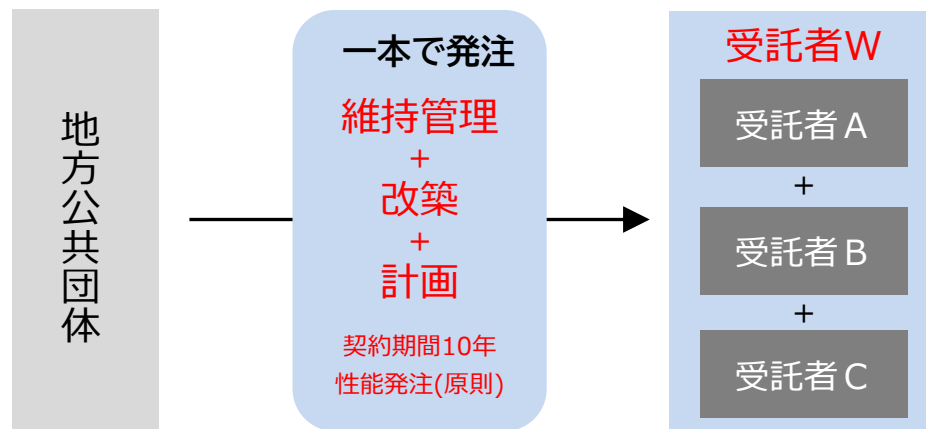 地方公共団体
一本で発注
維持管理
+
改築
+
計画
契約期間10年
性能発注(原則)
受託者W
受託者A
+
受託者B
+
受託者C